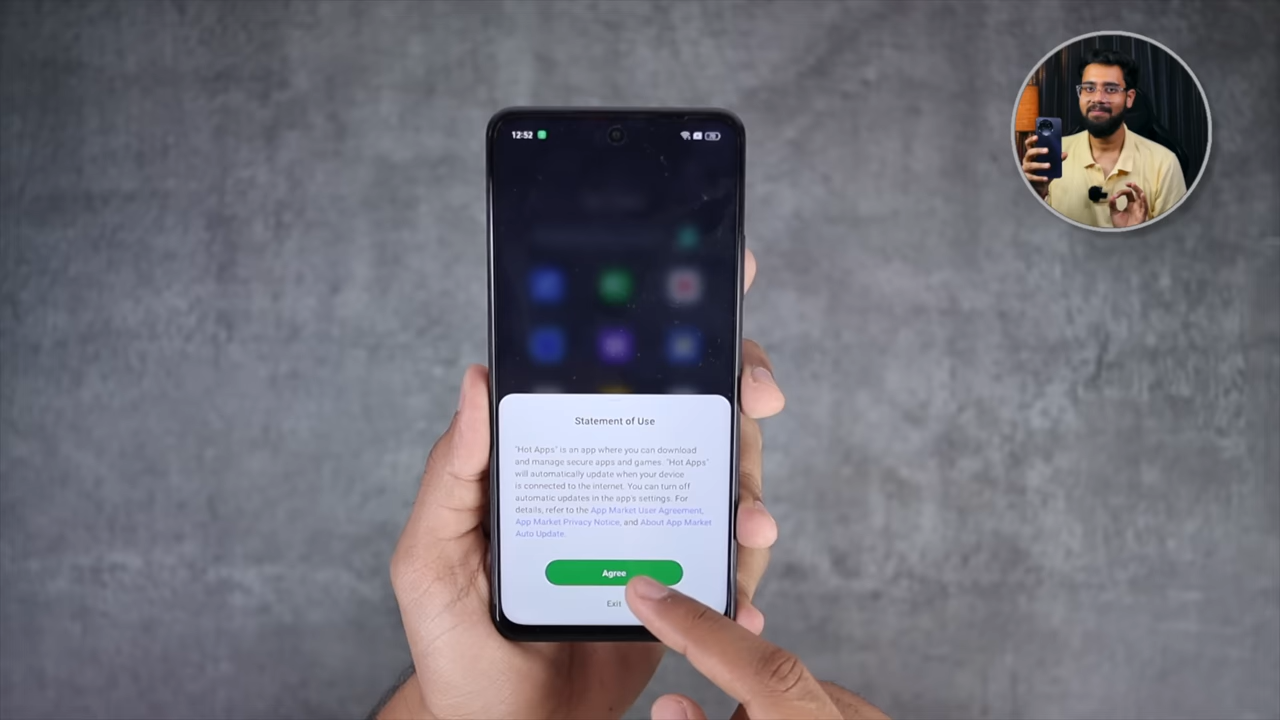 12:52
Statement of Use
"Hot Apps" is an app where you can download
and manage secure apps and games. "Hot Apps"
will automatically update when your device
is connected to the internet. You can turn off
automatic updates in the app's settings. For
details, refer to the App Market User Agreement,
App Market Privacy Notice, and About App Market
Auto Update.
Agree
Exit